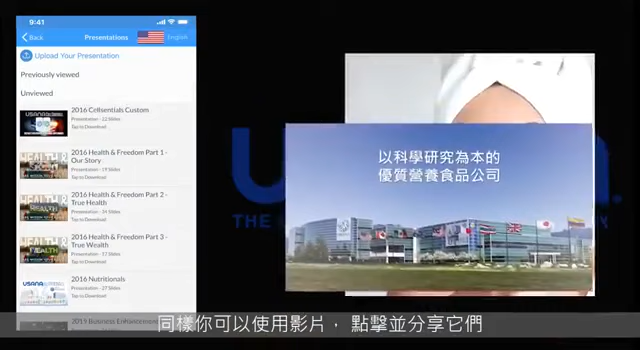 9:41
Back
Presentations
English
Upload Your Presentation
Previously viewed
Unviewed
2016 Cellsentials Custom
Presentation - 22 Slides
Tap to Download
2016 Health & Freedom Part 1 -
Our Story
Presentation - 19 Slides
Tap to Download
2016 Health & Freedom Part 2 -
True Health
Presentation - 34 Slides
Tap to Download
2016 Health & Freedom Part 3 -
True Wealth
Presentation - 27 Slides
Tap to Download
2016 Nutritionals
Presentation - 27 Slides
Tap to Download
以科學研究為本的
優質營養食品公司
THE
同樣你可以使用影片， 點擊並分享它們